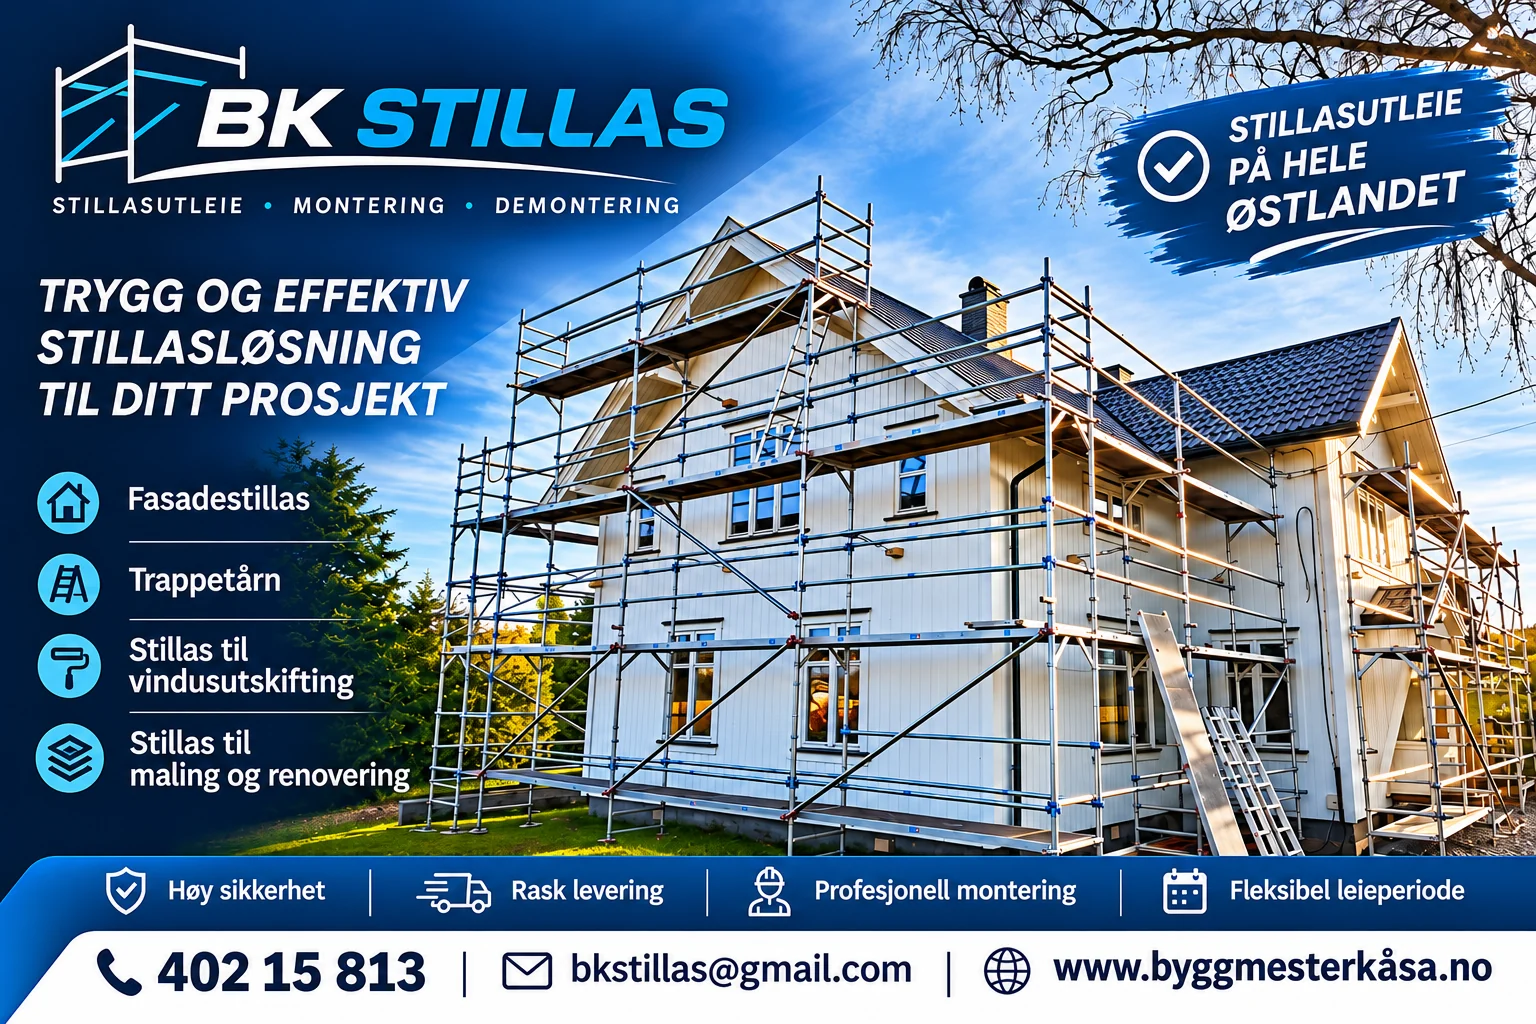 BK STILLAS
STILLASUTLEIE • MONTERING • DEMONTERING
STILLASUTLEIE
PÅ HELE
ØSTLANDET
TRYGG OG EFFEKTIV
STILLASLØSNING
TIL DITT PROSJEKT
Fasadestillas
Trappetårn
Stillas til
vindusutskifting
Stillas til
maling og renovering
Høy sikkerhet
Rask levering
Profesjonell montering
Fleksibel leieperiode
402 15 813
bkstillas@gmail.com
www.byggmesterkåsa.no